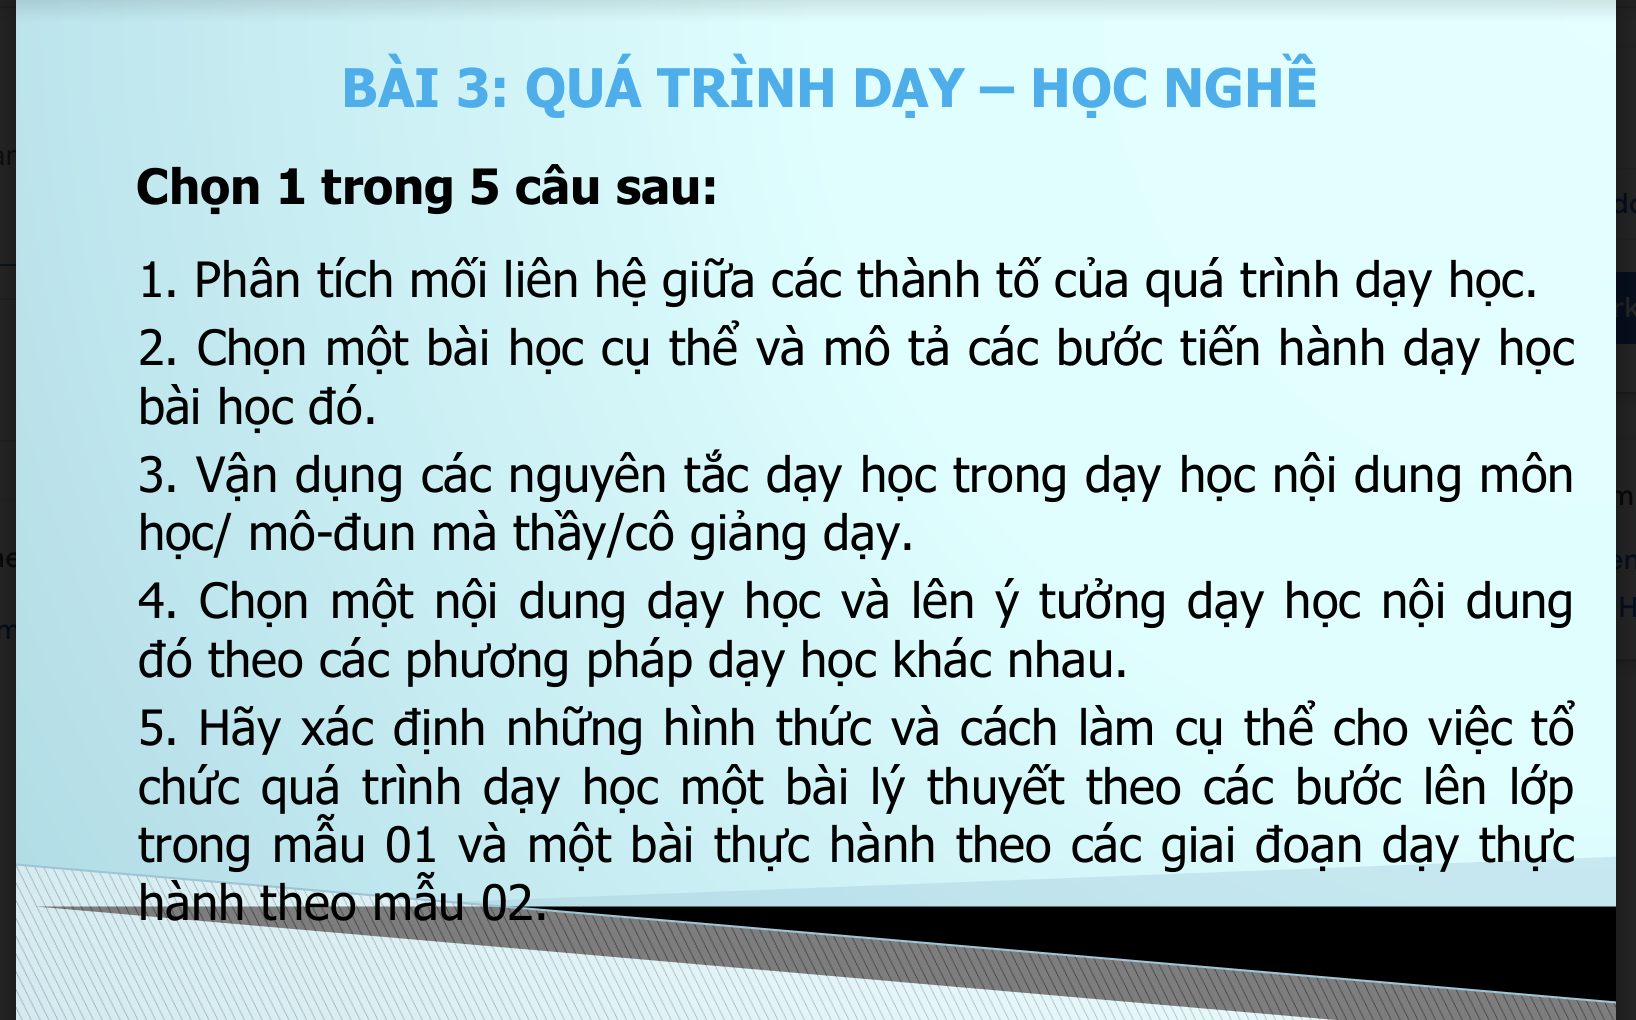 BÀI 3: QUÁ TRÌNH DẠY – HỌC NGHỀ
Chọn 1 trong 5 câu sau:
1. Phân tích mối liên hệ giữa các thành tố của quá trình dạy học.
2. Chọn một bài học cụ thể và mô tả các bước tiến hành dạy học
bài học đó.
3. Vận dụng các nguyên tắc dạy học trong dạy học nội dung môn
học/ mô-đun mà thầy/cô giảng dạy.
4. Chọn một nội dung dạy học và lên ý tưởng dạy học nội dung
đó theo các phương pháp dạy học khác nhau.
5. Hãy xác định những hình thức và cách làm cụ thể cho việc tổ
chức quá trình dạy học một bài lý thuyết theo các bước lên lớp
trong mẫu 01 và một bài thực hành theo các giai đoạn dạy thực
hành theo mẫu 02.